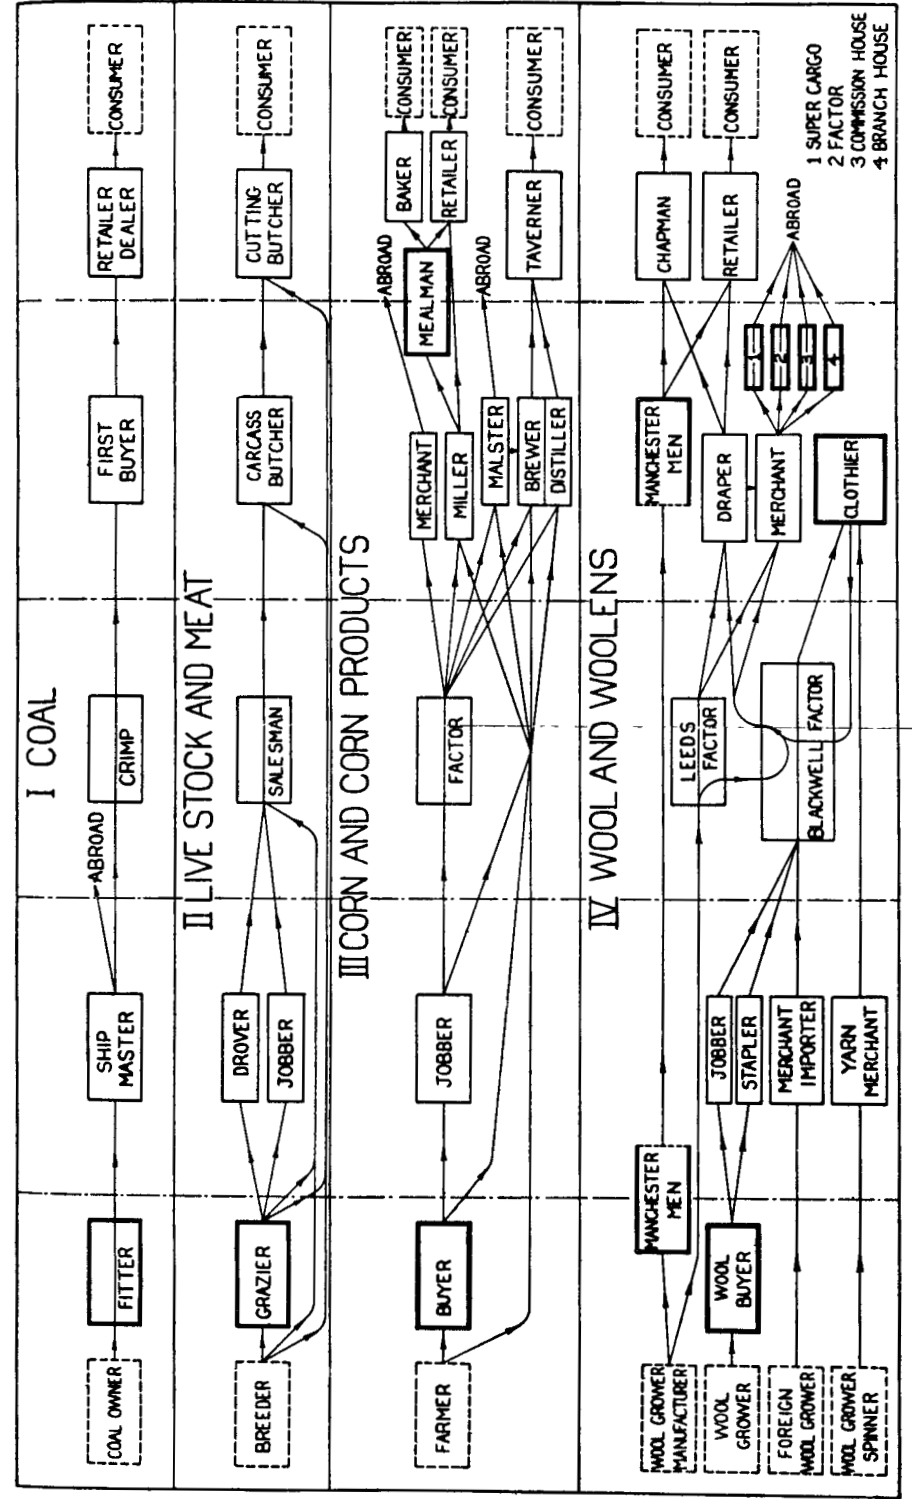 I COAL
COAL OWNER
FITTER
SHIP
MASTER
ABROAD
CRIMP
FIRST
BUYER
RETAILER
DEALER
CONSUMER
II LIVE STOCK AND MEAT
BREEDER
GRAZIER
DROVER
JOBBER
SALESMAN
CARCASS
BUTCHER
CUTTING
BUTCHER
CONSUMER
III CORN AND CORN PRODUCTS
FARMER
BUYER
JOBBER
FACTOR
MERCHANT
MILLER
MALSTER
BREWER
DISTILLER
ABROAD
MEALMAN
ABROAD
BAKER
RETAILER
TAVERNER
CONSUMER
CONSUMER
CONSUMER
IV WOOL AND WOOLENS
WOOL GROWER
MANUFACTURER
WOOL
GROWER
FOREIGN
WOOL GROWER
WOOL GROWER
SPINNER
MANCHESTER
MEN
WOOL
BUYER
JOBBER
STAPLER
MERCHANT
IMPORTER
YARN
MERCHANT
LEEDS
FACTOR
BLACKWELL FACTOR
MANCHESTER
MEN
DRAPER
MERCHANT
CLOTHIER
1
2
3
4
CHAPMAN
RETAILER
ABROAD
CONSUMER
CONSUMER
1 SUPER CARGO
2 FACTOR
3 COMMISSION HOUSE
4 BRANCH HOUSE